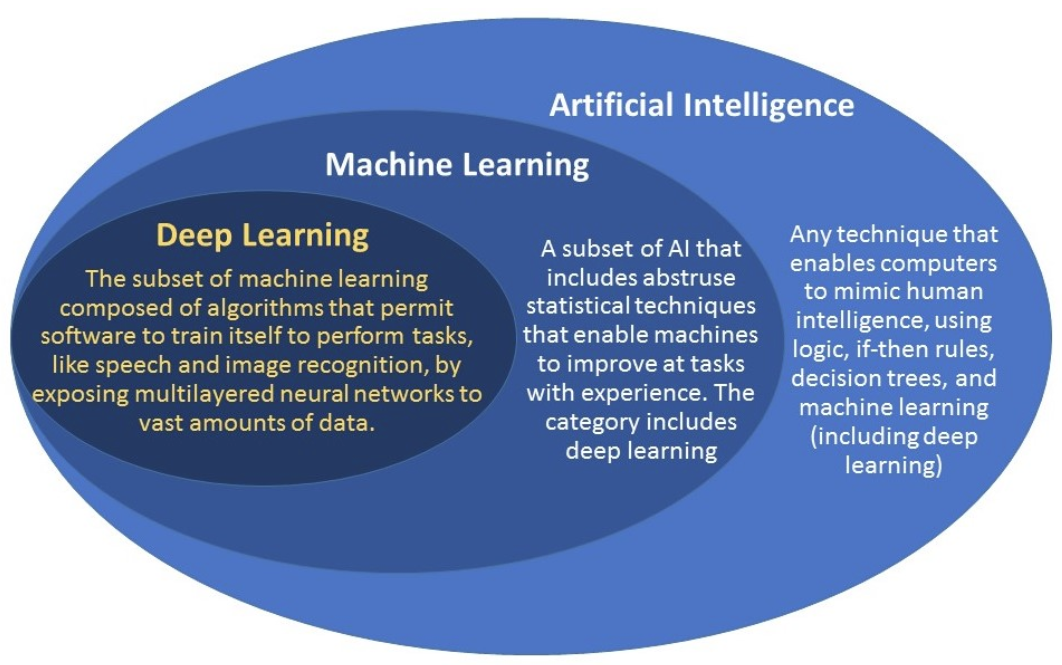 Artificial Intelligence
Machine Learning
Deep Learning
The subset of machine learning
composed of algorithms that permit
software to train itself to perform tasks,
like speech and image recognition, by
exposing multilayered neural networks to
vast amounts of data.
A subset of AI that
includes abstruse
statistical techniques
that enable machines
to improve at tasks
with experience. The
category includes
deep learning
Any technique that
enables computers
to mimic human
intelligence, using
logic, if-then rules,
decision trees, and
machine learning
(including deep
learning)